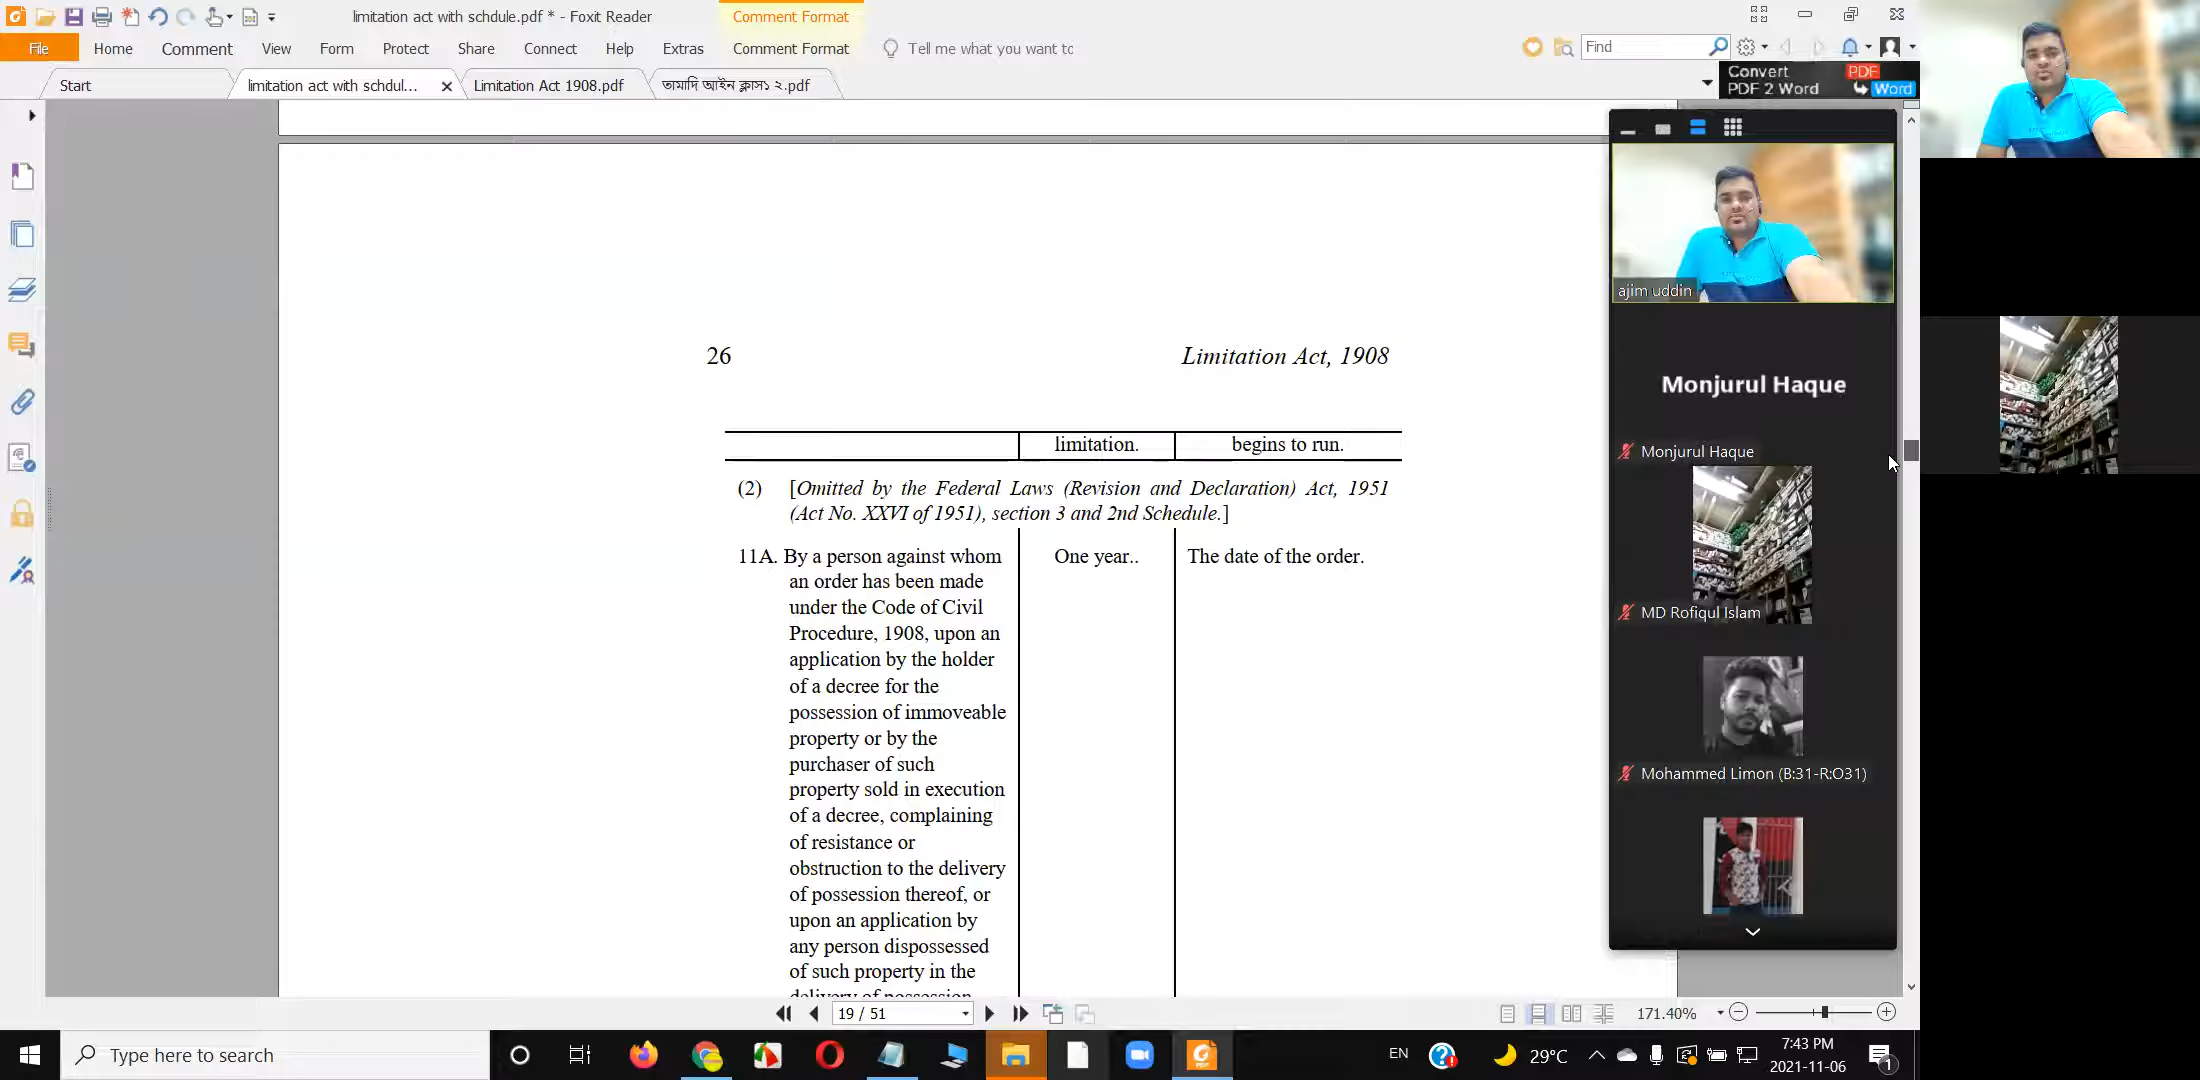 limitation act with schdule.pdf * - Foxit Reader
Comment Format
File
Home
Comment
View
Form
Protect
Share
Connect
Help
Extras
Comment Format
Tell me what you want to
Find
Start
limitation act with schdul...
Limitation Act 1908.pdf
তামাদি আইন ক্লাস১ ২.pdf
Convert PDF
PDF 2 Word Word
26
Limitation Act, 1908
limitation.
begins to run.
(2) [Omitted by the Federal Laws (Revision and Declaration) Act, 1951
(Act No. XXVI of 1951), section 3 and 2nd Schedule.]
11A. By a person against whom
an order has been made
under the Code of Civil
Procedure, 1908, upon an
application by the holder
of a decree for the
possession of immoveable
property or by the
purchaser of such
property sold in execution
of a decree, complaining
of resistance or
obstruction to the delivery
of possession thereof, or
upon an application by
any person dispossessed
of such property in the
delivery of possession
One year..
The date of the order.
ajim uddin
Monjurul Haque
Monjurul Haque
MD Rofiqul Islam
Mohammed Limon (B:31-R:O31)
19 / 51
171.40%
Type here to search
EN
29°C
7:43 PM
2021-11-06
1